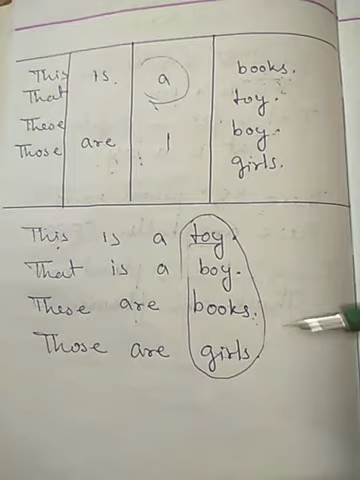 This is a books.
That toy.
These boy.
Those are girls.
This is a toy.
That is a boy.
These are books.
Those are girls.